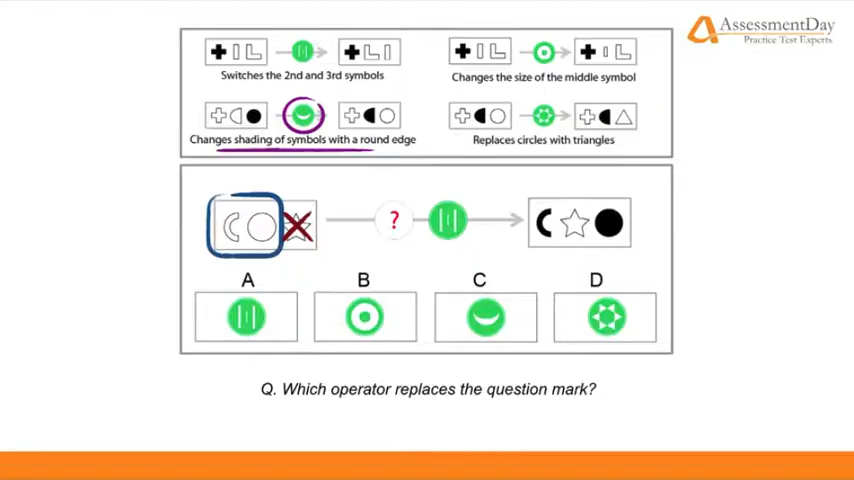 AssessmentDay
Practice Test Experts
Switches the 2nd and 3rd symbols
Changes the size of the middle symbol
Changes shading of symbols with a round edge
Replaces circles with triangles
?
A
B
C
D
Q. Which operator replaces the question mark?